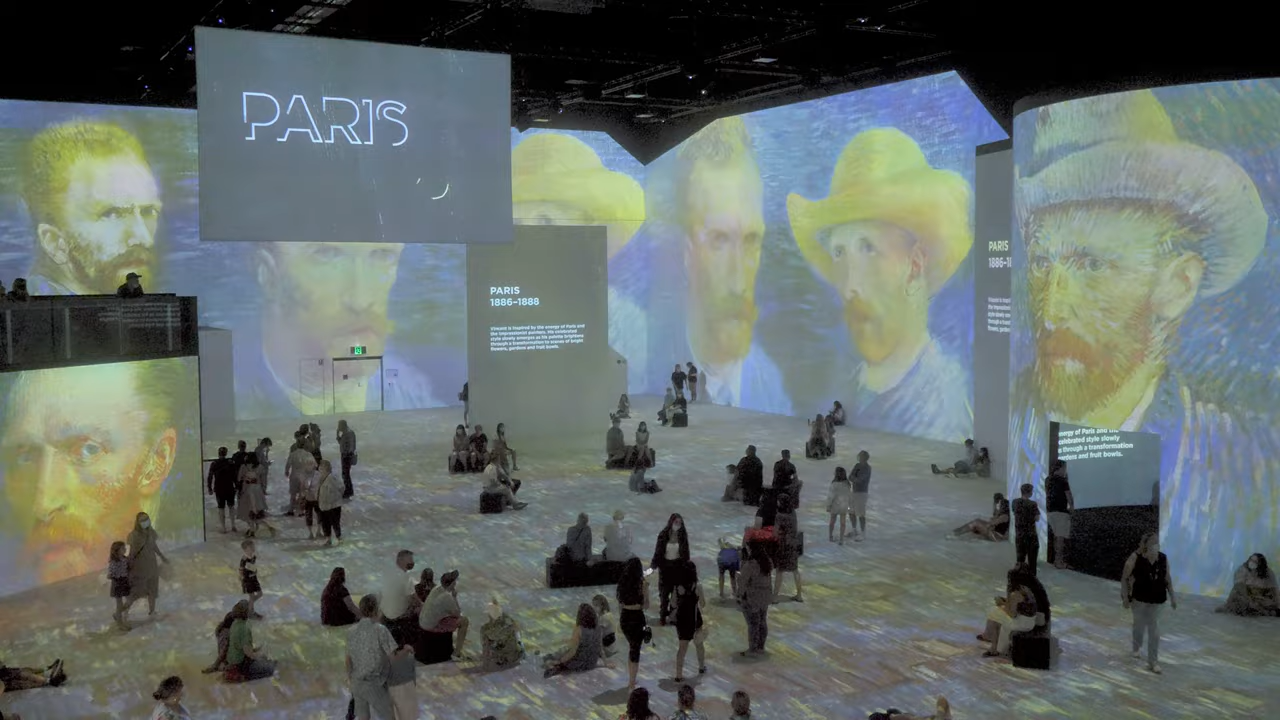 PARIS
PARIS
1886–1888
Vincent is inspired by the energy of Paris and
the impressionist painters. His celebrated
style slowly emerges as his palette brightens
through a transformation to scenes of bright
flowers, gardens and fruit bowls.
PARIS
1886–18
energy of Paris and the
celebrated style slowly
through a transformation
gardens and fruit bowls.